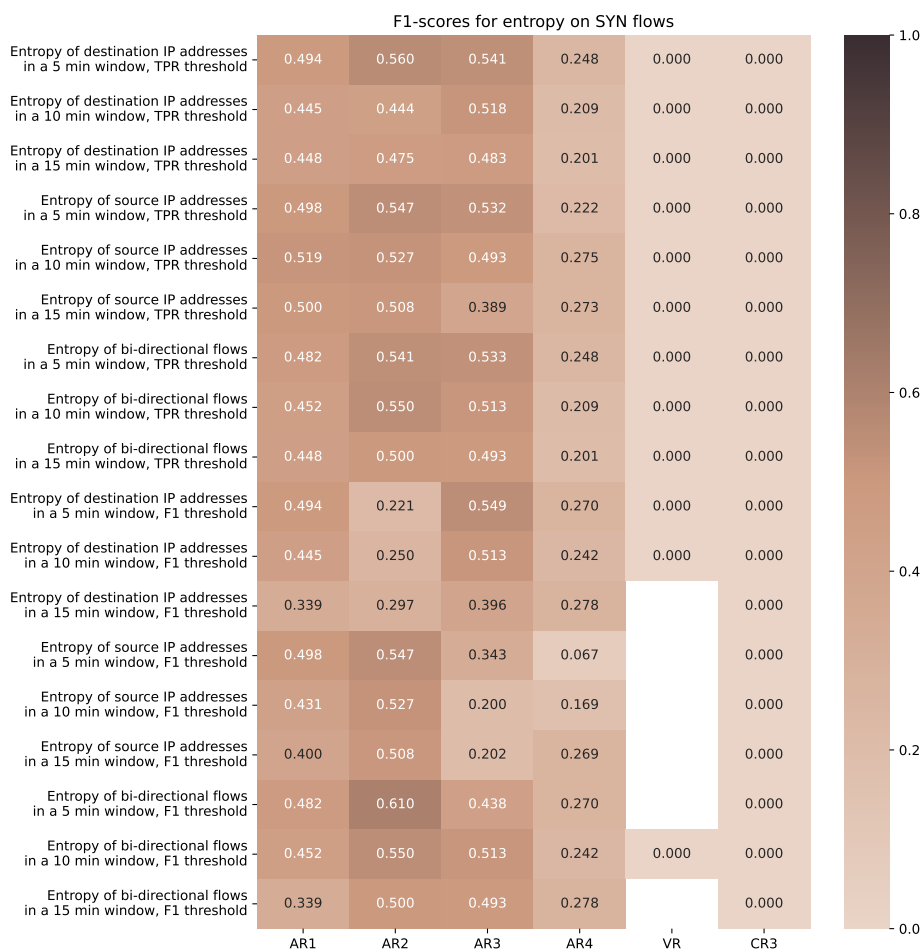 F1-scores for entropy on SYN flows
Entropy of destination IP addresses
in a 5 min window, TPR threshold
0.494 0.560 0.541 0.248 0.000 0.000
Entropy of destination IP addresses
in a 10 min window, TPR threshold
0.445 0.444 0.518 0.209 0.000 0.000
Entropy of destination IP addresses
in a 15 min window, TPR threshold
0.448 0.475 0.483 0.201 0.000 0.000
Entropy of source IP addresses
in a 5 min window, TPR threshold
0.498 0.547 0.532 0.222 0.000 0.000
Entropy of source IP addresses
in a 10 min window, TPR threshold
0.519 0.527 0.493 0.275 0.000 0.000
Entropy of source IP addresses
in a 15 min window, TPR threshold
0.500 0.508 0.389 0.273 0.000 0.000
Entropy of bi-directional flows
in a 5 min window, TPR threshold
0.482 0.541 0.533 0.248 0.000 0.000
Entropy of bi-directional flows
in a 10 min window, TPR threshold
0.452 0.550 0.513 0.209 0.000 0.000
Entropy of bi-directional flows
in a 15 min window, TPR threshold
0.448 0.500 0.493 0.201 0.000 0.000
Entropy of destination IP addresses
in a 5 min window, F1 threshold
0.494 0.221 0.549 0.270 0.000 0.000
Entropy of destination IP addresses
in a 10 min window, F1 threshold
0.445 0.250 0.513 0.242 0.000 0.000
Entropy of destination IP addresses
in a 15 min window, F1 threshold
0.339 0.297 0.396 0.278 0.000
Entropy of source IP addresses
in a 5 min window, F1 threshold
0.498 0.547 0.343 0.067 0.000
Entropy of source IP addresses
in a 10 min window, F1 threshold
0.431 0.527 0.200 0.169 0.000
Entropy of source IP addresses
in a 15 min window, F1 threshold
0.400 0.508 0.202 0.269 0.000
Entropy of bi-directional flows
in a 5 min window, F1 threshold
0.482 0.610 0.438 0.270 0.000
Entropy of bi-directional flows
in a 10 min window, F1 threshold
0.452 0.550 0.513 0.242 0.000 0.000
Entropy of bi-directional flows
in a 15 min window, F1 threshold
0.339 0.500 0.493 0.278 0.000
AR1 AR2 AR3 AR4 VR CR3
1.0
0.8
0.6
0.4
0.2
0.0